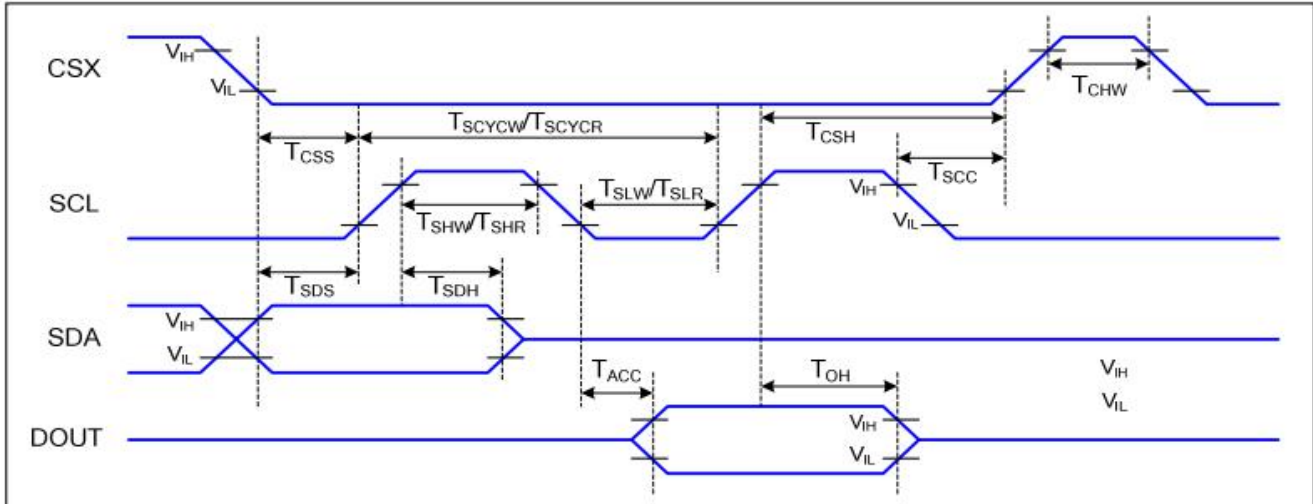 CSX
VIH
VIL
TCHW
TSCYCW/TSCYCR
TCSS
TCSH
TSCC
SCL
TSLW/TSLR
VIH
TSHW/TSHR
VIL
TSDS
TSDH
SDA
VIH
VIL
TACC
TOH
VIH
VIL
DOUT
VIH
VIL